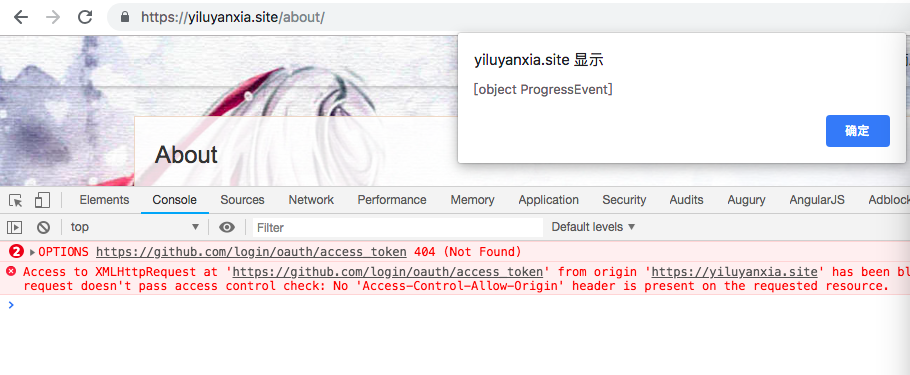 https://yiluyanxia.site/about/
yiluyanxia.site 显示
[object ProgressEvent]
确定
About
Elements Console Sources Network Performance Memory Application Security Audits Augury AngularJS Adblock
top Filter Default levels
2 OPTIONS https://github.com/login/oauth/access_token 404 (Not Found)
Access to XMLHttpRequest at 'https://github.com/login/oauth/access_token' from origin 'https://yiluyanxia.site' has been bl
request doesn't pass access control check: No 'Access-Control-Allow-Origin' header is present on the requested resource.